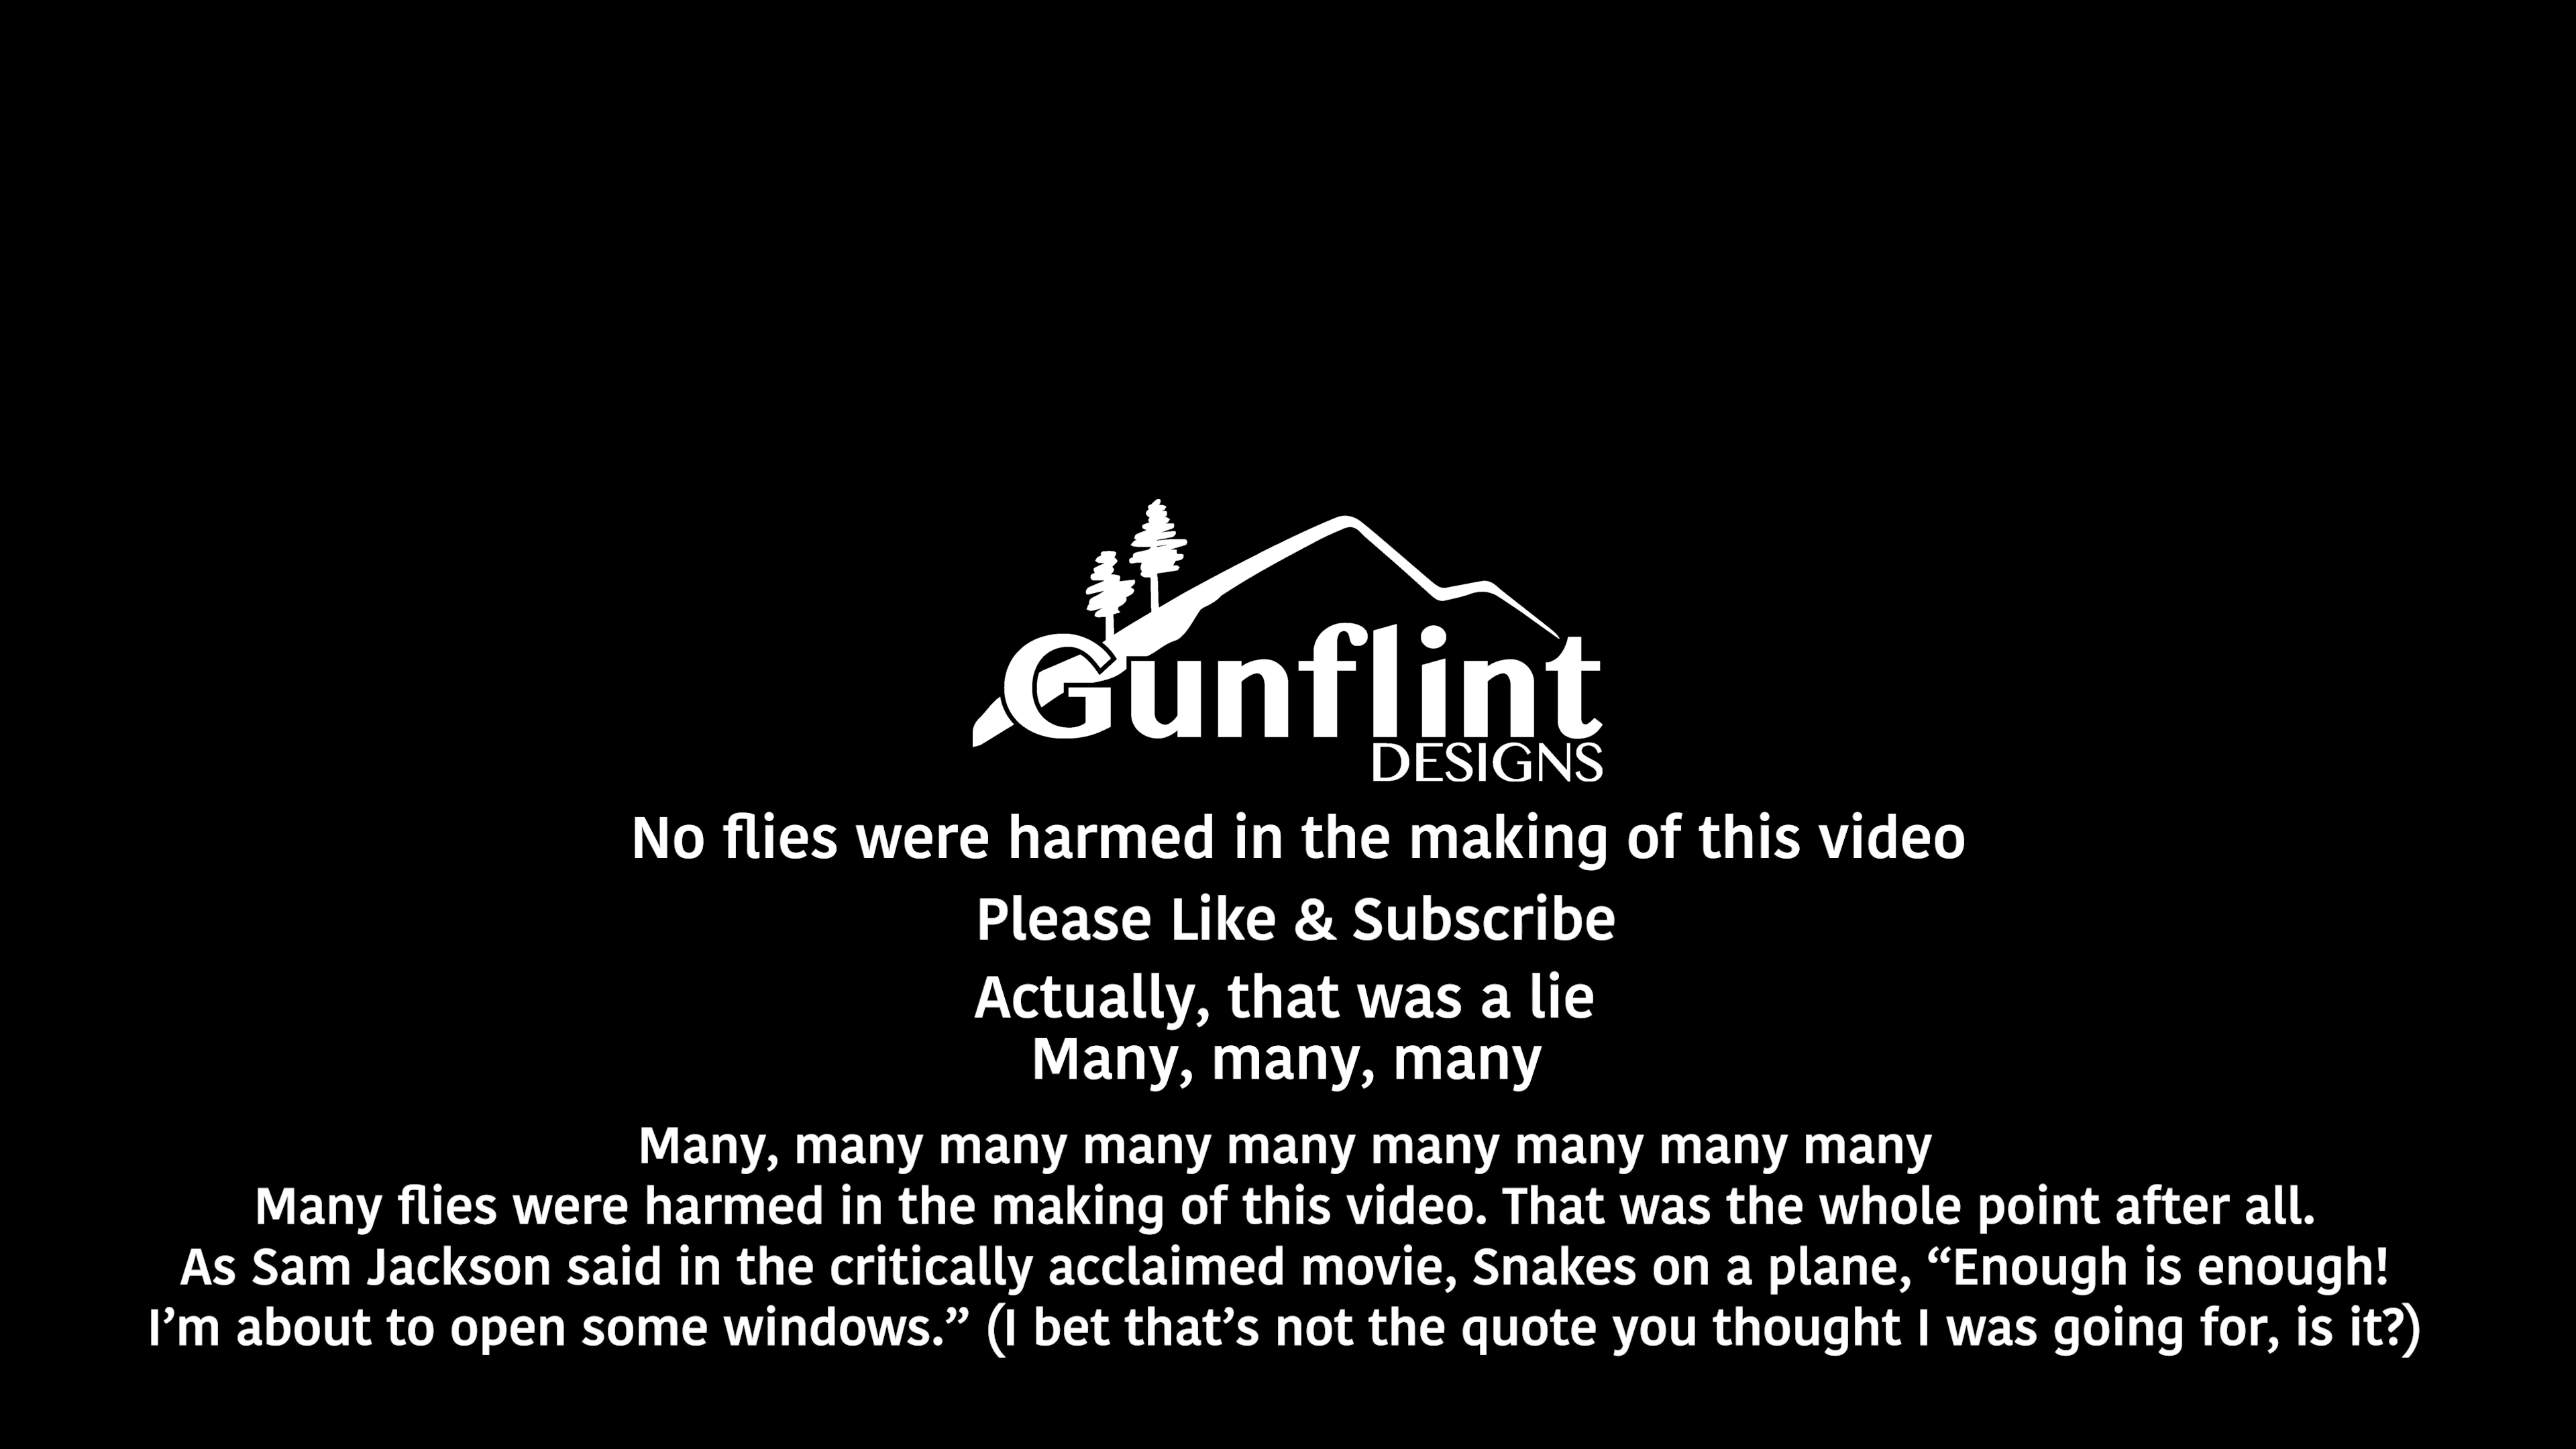 Gunflint
DESIGNS
No flies were harmed in the making of this video
Please Like & Subscribe
Actually, that was a lie
Many, many, many
Many, many many many many many many many many
Many flies were harmed in the making of this video. That was the whole point after all.
As Sam Jackson said in the critically acclaimed movie, Snakes on a plane, “Enough is enough!
I’m about to open some windows.” (I bet that’s not the quote you thought I was going for, is it?)